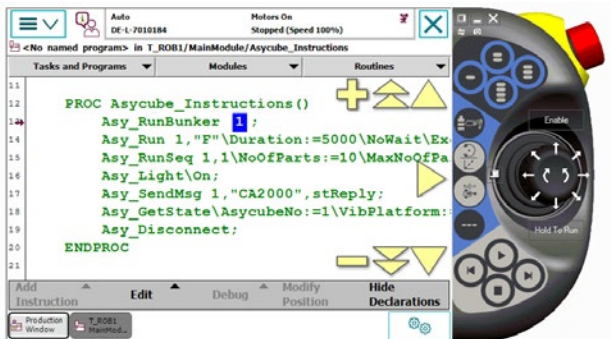 Auto
DE-L-7010184
Motors On
Stopped (Speed 100%)
<No named program> in T_ROB1/MainModule/Asycube_Instructions
Tasks and Programs
Modules
Routines
11
12 PROC Asycube_Instructions()
13 Asy_RunBunker 1;
14 Asy_Run 1,"F"\Duration:=5000\NoWait\Ex
15 Asy_RunSeq 1,1\NoOfParts:=10\MaxNoOfPa
16 Asy_Light\On;
17 Asy_SendMsg 1,"CA2000",stReply;
18 Asy_GetState\AsycubeNo:=1\VibPlatform:
19 Asy_Disconnect;
20 ENDPROC
21
Add Instruction
Edit
Debug
Modify Position
Hide Declarations
Production Window
T_ROB1
MainMod...
Enable
Hold To Run